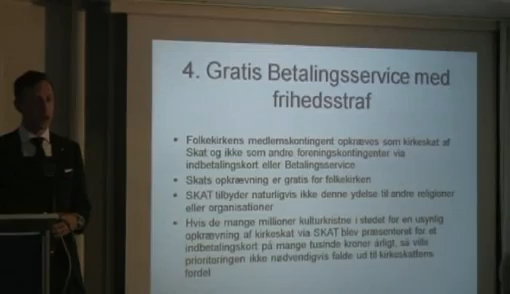 4. Gratis Betalingsservice med
frihedsstraf
• Folkekirkens medlemskontingent opkræves som kirkeskat af
Skat og ikke som andre foreningskontingenter via
indbetalingskort eller Betalingsservice
• Skats opkrævning er gratis for folkekirken
• SKAT tilbyder naturligvis ikke denne ydelse til andre religioner
eller organisationer
• Hvis de mange millioner kulturkristne i stedet for en usynlig
opkrævning af kirkeskat via SKAT blev præsenteret for et
indbetalingskort på mange tusinde kroner årligt, så ville
prioriteringen ikke nødvendigvis falde ud til kirkeskattens
fordel